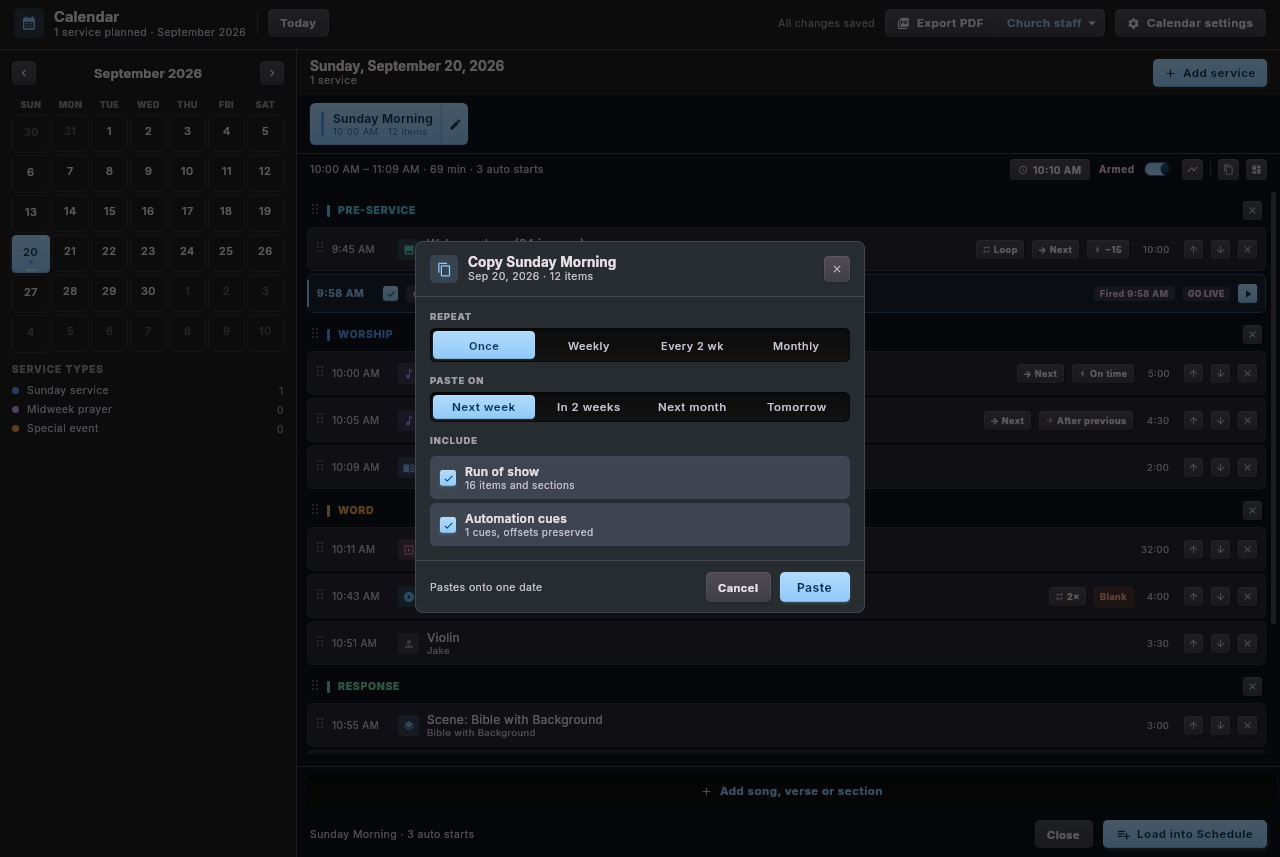 Calendar
1 service planned · September 2026
Today
All changes saved
Export PDF
Church staff
Calendar settings
September 2026
SUN MON TUE WED THU FRI SAT
30 31 1 2 3 4 5
6 7 8 9 10 11 12
13 14 15 16 17 18 19
20 21 22 23 24 25 26
27 28 29 30 1 2 3
4 5 6 7 8 9 10
SERVICE TYPES
Sunday service 1
Midweek prayer 0
Special event 0
Sunday, September 20, 2026
1 service
Add service
Sunday Morning
10:00 AM · 12 items
10:00 AM – 11:09 AM · 69 min · 3 auto starts
10:10 AM
Armed
PRE-SERVICE
9:45 AM
Loop
→ Next
−15
10:00
9:58 AM
Fired 9:58 AM
GO LIVE
WORSHIP
10:00 AM
→ Next
On time
5:00
10:05 AM
→ Next
After previous
4:30
10:09 AM
2:00
WORD
10:11 AM
32:00
10:43 AM
2×
Blank
4:00
10:51 AM
Violin
Jake
3:30
RESPONSE
10:55 AM
Scene: Bible with Background
Bible with Background
3:00
+ Add song, verse or section
Sunday Morning · 3 auto starts
Close
Load into Schedule
Copy Sunday Morning
Sep 20, 2026 · 12 items
REPEAT
Once
Weekly
Every 2 wk
Monthly
PASTE ON
Next week
In 2 weeks
Next month
Tomorrow
INCLUDE
Run of show
16 items and sections
Automation cues
1 cues, offsets preserved
Pastes onto one date
Cancel
Paste